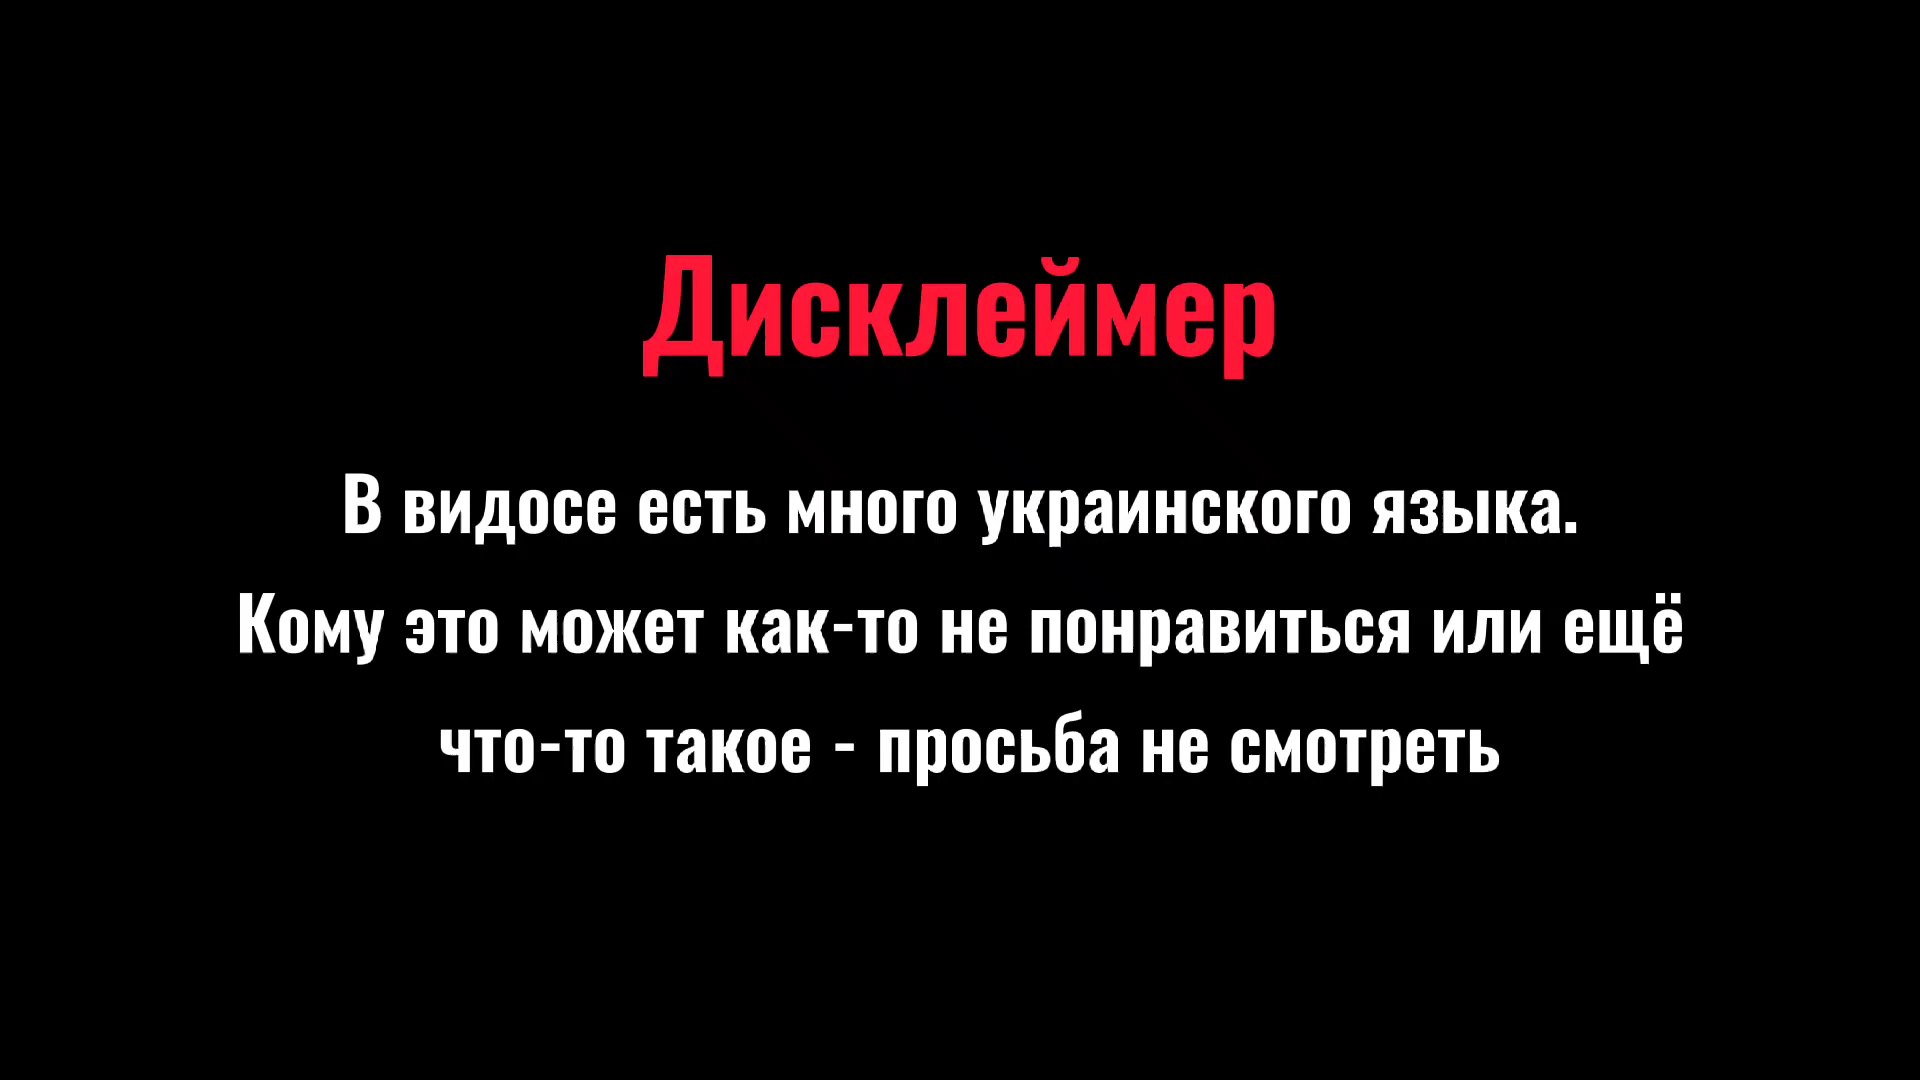 Дисклеймер
В видосе есть много украинского языка.
Кому это может как-то не понравиться или ещё
что-то такое - просьба не смотреть